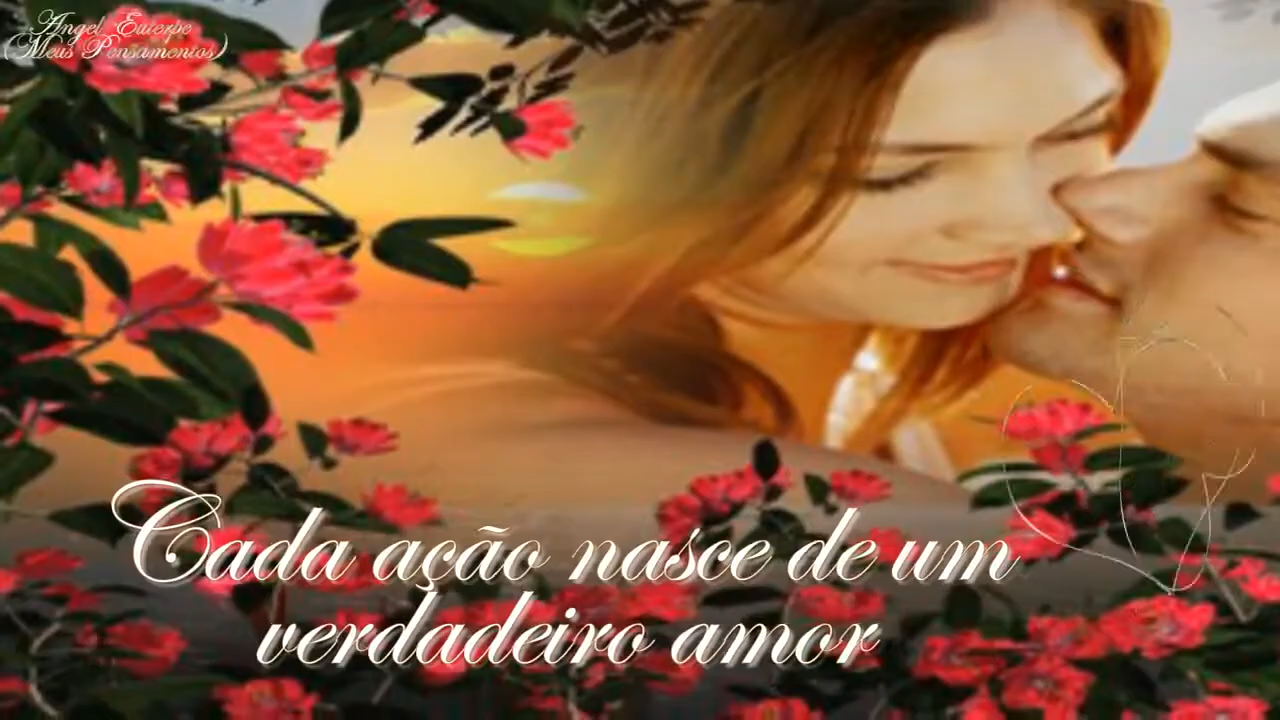 Angel Euterpe
(Meus Pensamentos)
Cada ação nasce de um
verdadeiro amor